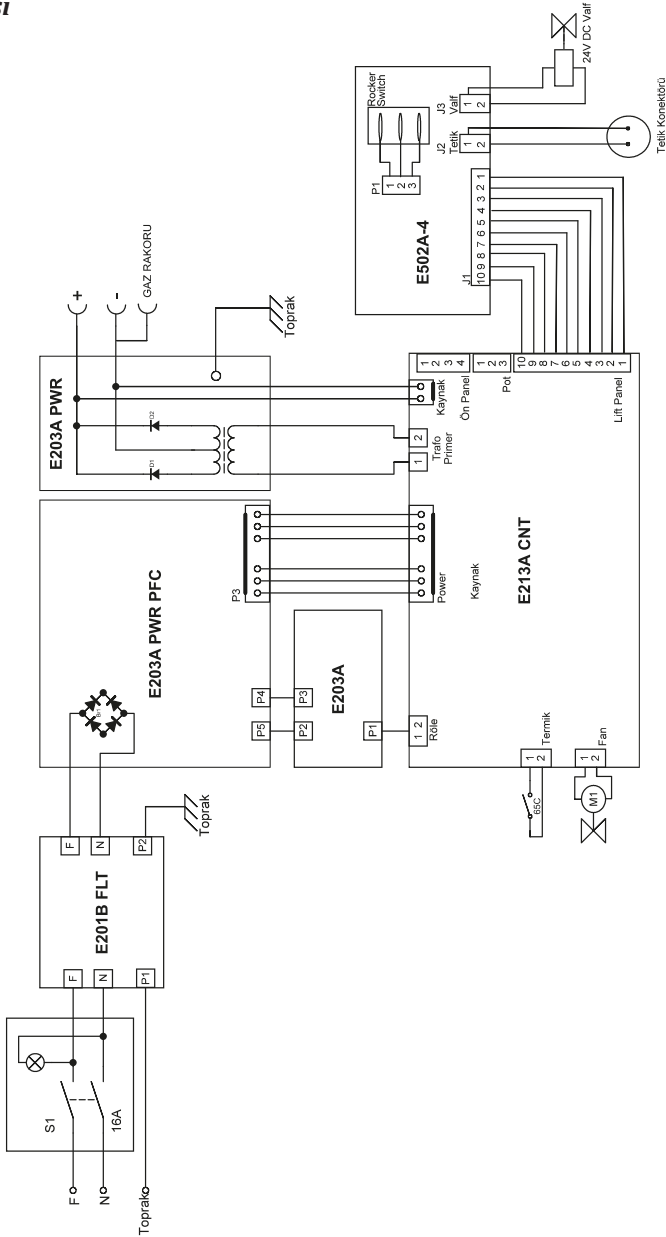 F
N
Toprak
S1
16A
F
N
P1
E201B FLT
F
N
P2
Toprak
Br1
E203A PWR PFC
P5
P4
P3
E203A
P2
P3
P1
E203A PWR
D1
D2
+
-
GAZ RAKORU
Toprak
E213A CNT
1 2
Röle
Power
Kaynak
1
2
Trafo
Primer
Kaynak
1 2 3 4
Ön Panel
1 2 3
Pot
10 9 8 7 6 5 4 3 2 1
Lift Panel
1 2
Termik
65C
1 2
Fan
M1
E502A-4
J1
10 9 8 7 6 5 4 3 2 1
P1
1 2 3
Rocker
Switch
J2
Tetik
1 2
J3
Valf
1 2
24V DC Valf
Tetik Konektörü